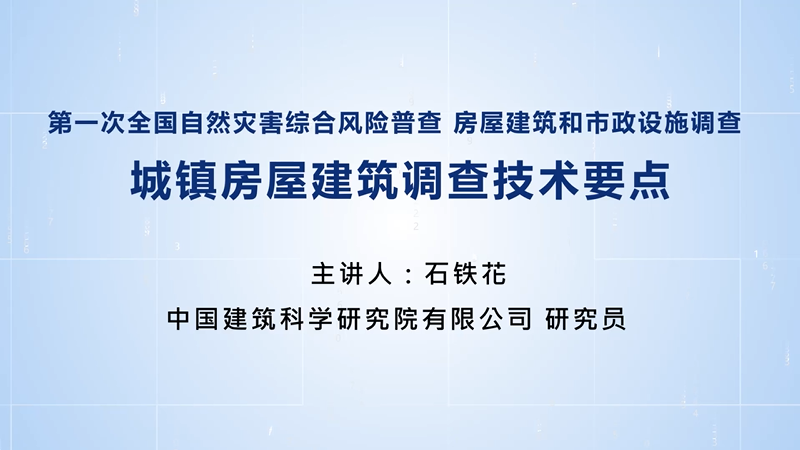 第一次全国自然灾害综合风险普查 房屋建筑和市政设施调查
城镇房屋建筑调查技术要点
主讲人：石铁花
中国建筑科学研究院有限公司 研究员